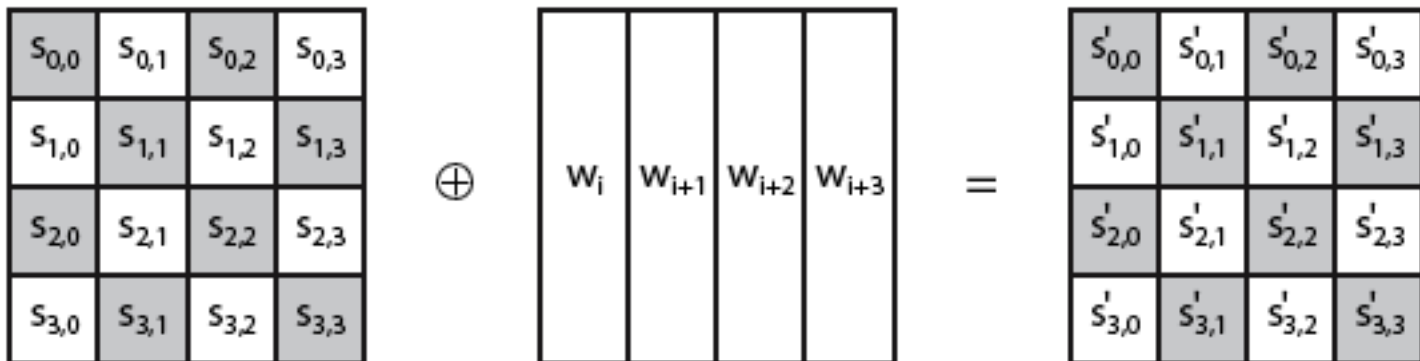 s0,0 s0,1 s0,2 s0,3 s'0,0 s'0,1 s'0,2 s'0,3
s1,0 s1,1 s1,2 s1,3 ⊕ wi wi+1 wi+2 wi+3 = s'1,0 s'1,1 s'1,2 s'1,3
s2,0 s2,1 s2,2 s2,3 s'2,0 s'2,1 s'2,2 s'2,3
s3,0 s3,1 s3,2 s3,3 s'3,0 s'3,1 s'3,2 s'3,3